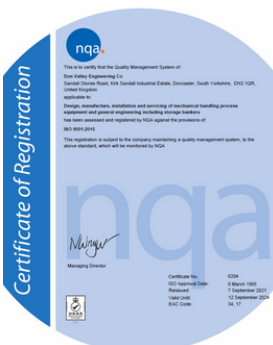 Certificate of Registration
nqa.
This is to certify that the Quality Management System of:
Don Valley Engineering Co
Sandall Stones Road, Kirk Sandall Industrial Estate, Doncaster, South Yorkshire, DN3 1QR,
United Kingdom
applicable to:
Design, manufacture, installation and servicing of mechanical handling process
equipment and general engineering including storage bunkers
has been assessed and registered by NQA against the provisions of:
ISO 9001:2015
This registration is subject to the company maintaining a quality management system, to the
above standard, which will be monitored by NQA
nqa
Managing Director
Certificate No. 6294
ISO Approval Date: 9 March 1995
Reissued: 7 September 2021
Valid Until: 12 September 2024
EAC Code: 34, 17
UKAS